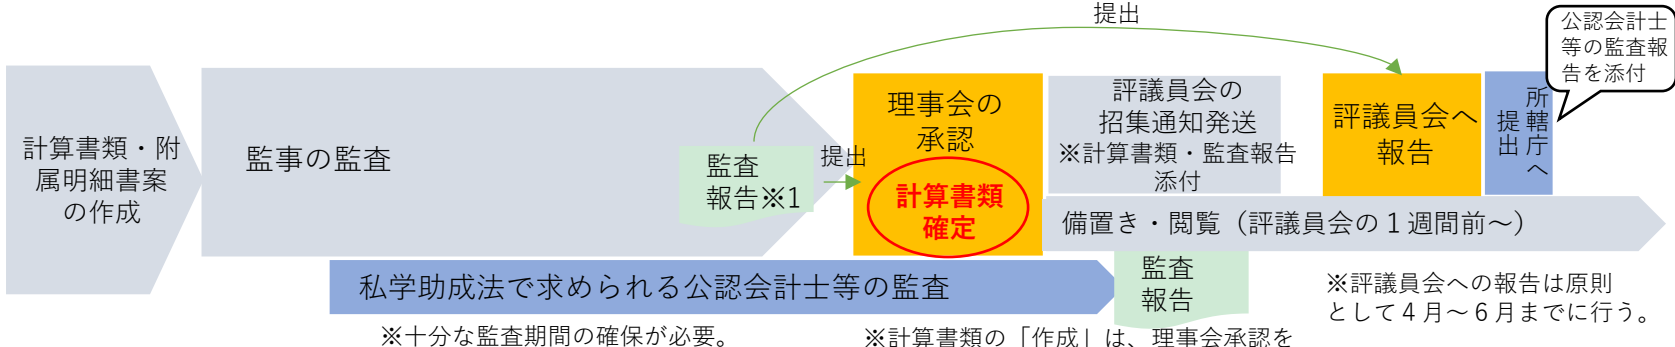 提出
公認会計士
等の監査報
告を添付
計算書類・附
属明細書案
の作成
監事の監査
監査
報告※1
提出
理事会の
承認
計算書類
確定
評議員会の
招集通知発送
※計算書類・監査報告
添付
評議員会へ
報告
所轄庁へ
提出
備置き・閲覧（評議員会の１週間前～）
私学助成法で求められる公認会計士等の監査
監査
報告
※評議員会への報告は原則
として４月～６月までに行う。
※十分な監査期間の確保が必要。
※計算書類の「作成」は、理事会承認を